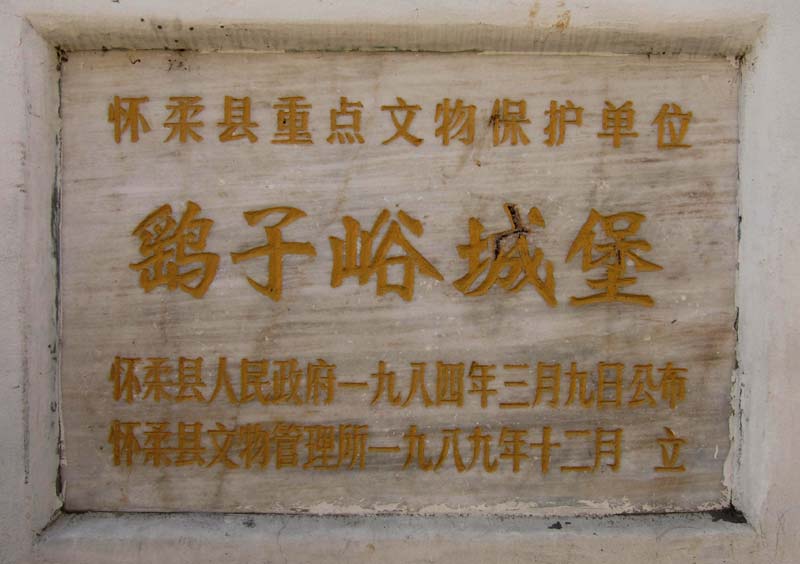 怀柔县重点文物保护单位
鹞子峪城堡
怀柔县人民政府一九八四年三月九日公布
怀柔县文物管理所一九八九年十二月 立